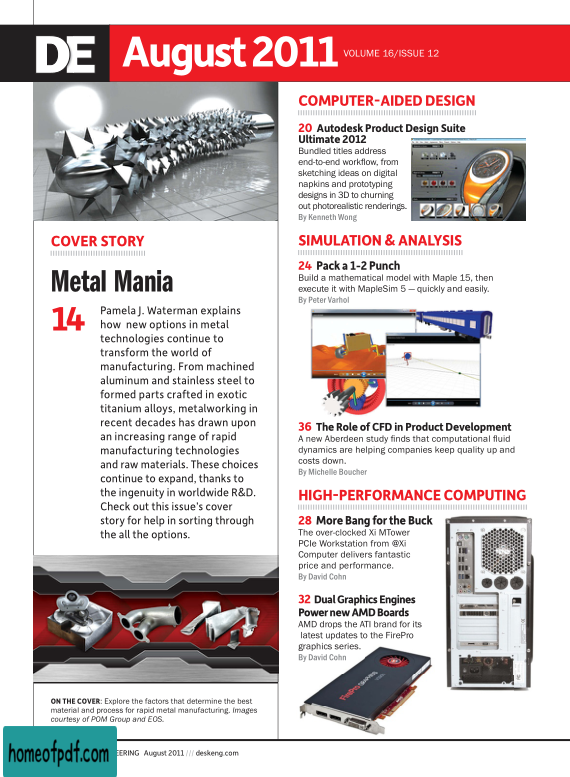 DE August 2011 VOLUME 16/ISSUE 12
COVER STORY
Metal Mania
14 Pamela J. Waterman explains
how new options in metal
technologies continue to
transform the world of
manufacturing. From machined
aluminum and stainless steel to
formed parts crafted in exotic
titanium alloys, metalworking in
recent decades has drawn upon
an increasing range of rapid
manufacturing technologies
and raw materials. These choices
continue to expand, thanks to
the ingenuity in worldwide R&D.
Check out this issue's cover
story for help in sorting through
the all the options.
ON THE COVER: Explore the factors that determine the best
material and process for rapid metal manufacturing. Images
courtesy of POM Group and EOS.
COMPUTER-AIDED DESIGN
20 Autodesk Product Design Suite
Ultimate 2012
Bundled titles address
end-to-end workflow, from
sketching ideas on digital
napkins and prototyping
designs in 3D to churning
out photorealistic renderings.
By Kenneth Wong
SIMULATION & ANALYSIS
24 Pack a 1-2 Punch
Build a mathematical model with Maple 15, then
execute it with MapleSim 5 — quickly and easily.
By Peter Varhol
36 The Role of CFD in Product Development
A new Aberdeen study finds that computational fluid
dynamics are helping companies keep quality up and
costs down.
By Michelle Boucher
HIGH-PERFORMANCE COMPUTING
28 More Bang for the Buck
The over-clocked Xi MTower
PCIe Workstation from @Xi
Computer delivers fantastic
price and performance.
By David Cohn
32 Dual Graphics Engines
Power new AMD Boards
AMD drops the ATI brand for its
latest updates to the FirePro
graphics series.
By David Cohn
FirePro GRAPHICS
homeofpdf.com
EERING August 2011 /// deskeng.com